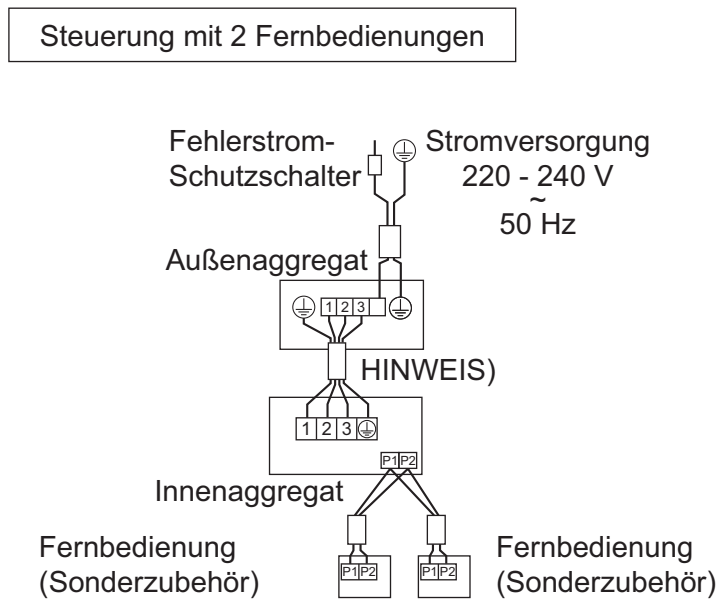 Steuerung mit 2 Fernbedienungen
Fehlerstrom-
Schutzschalter
Stromversorgung
220 - 240 V
~
50 Hz
Außenaggregat
1 2 3
HINWEIS)
1 2 3
P1 P2
Innenaggregat
Fernbedienung
(Sonderzubehör)
P1 P2
P1 P2
Fernbedienung
(Sonderzubehör)